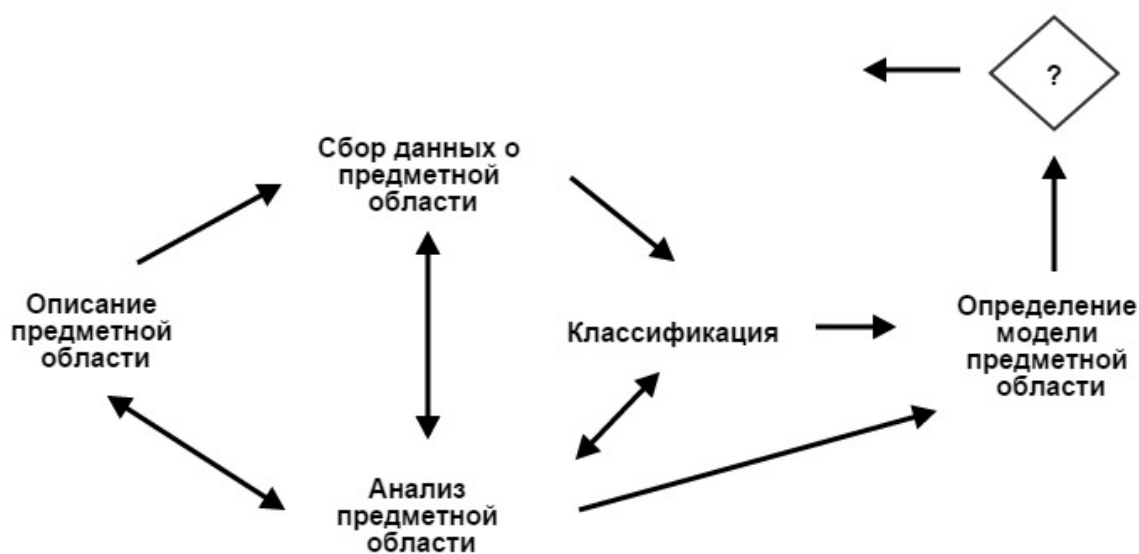 ?
Сбор данных о
предметной
области
Описание
предметной
области
Классификация
Определение
модели
предметной
области
Анализ
предметной
области